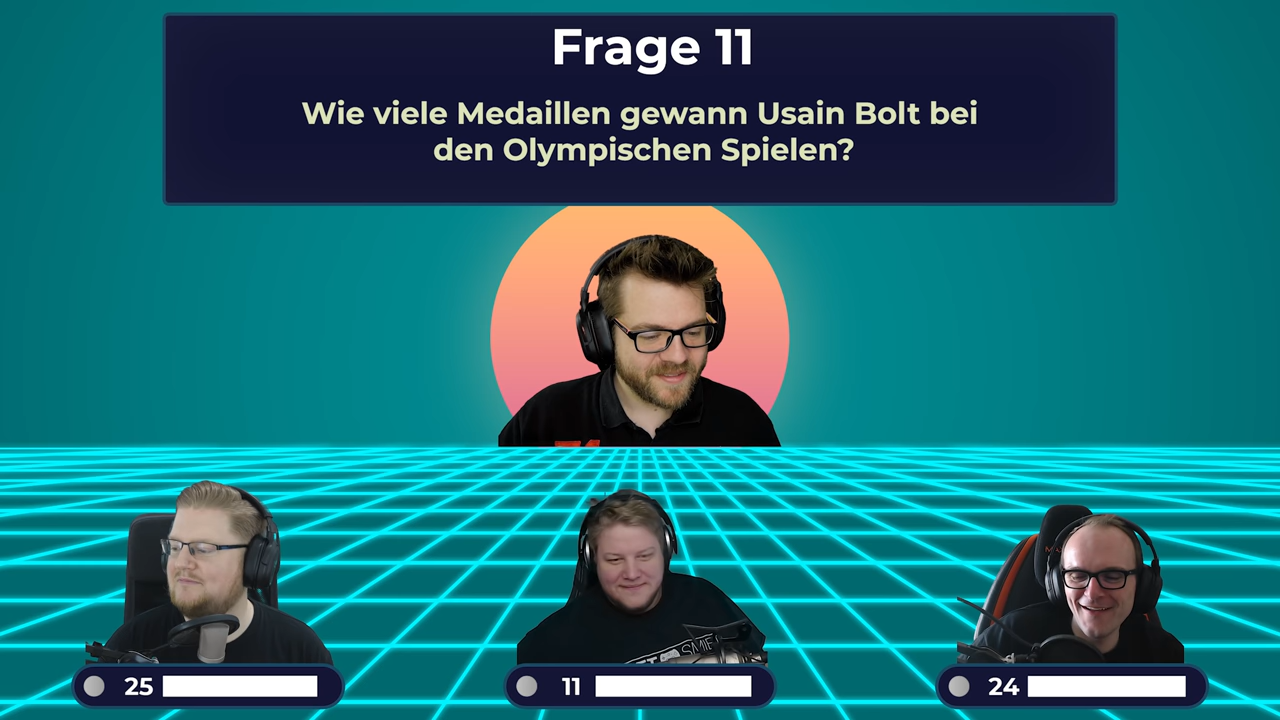 Frage 11
Wie viele Medaillen gewann Usain Bolt bei
den Olympischen Spielen?
25
11
24